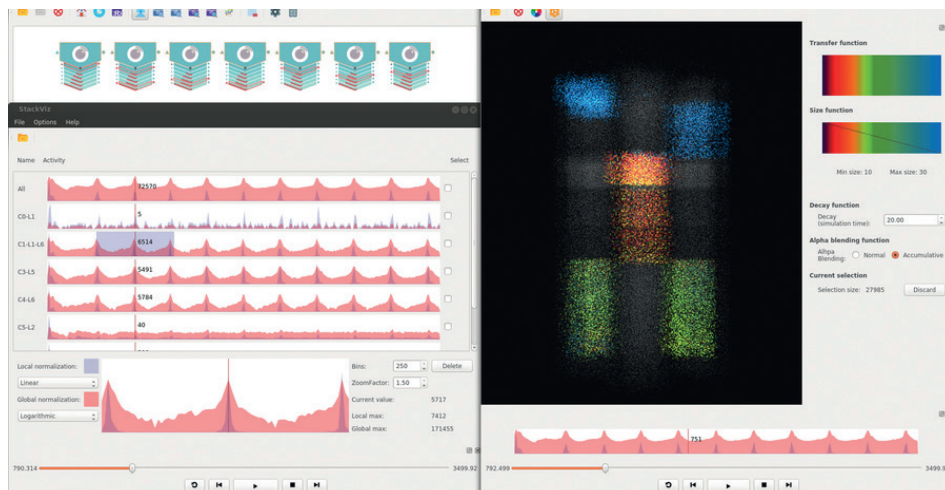 StackViz
File Options Help
Name Activity Select
All 72570
C0-L1 5
C1-L1-L6 6514
C3-L5 5491
C4-L6 5784
C5-L2 40
Local normalization:
Linear
Global normalization:
Logarithmic
Bins: 250 Delete
ZoomFactor: 1.50
Current value: 5717
Local max: 7412
Global max: 171455
790.314 3499.92
Transfer function
Size function
Min size: 10 Max size: 30
Decay function
Decay
(simulation time): 20.00
Alpha blending function
Alhpa
Blending: Normal Accumulative
Current selection
Selection size: 27985 Discard
751
792.499 3499.9